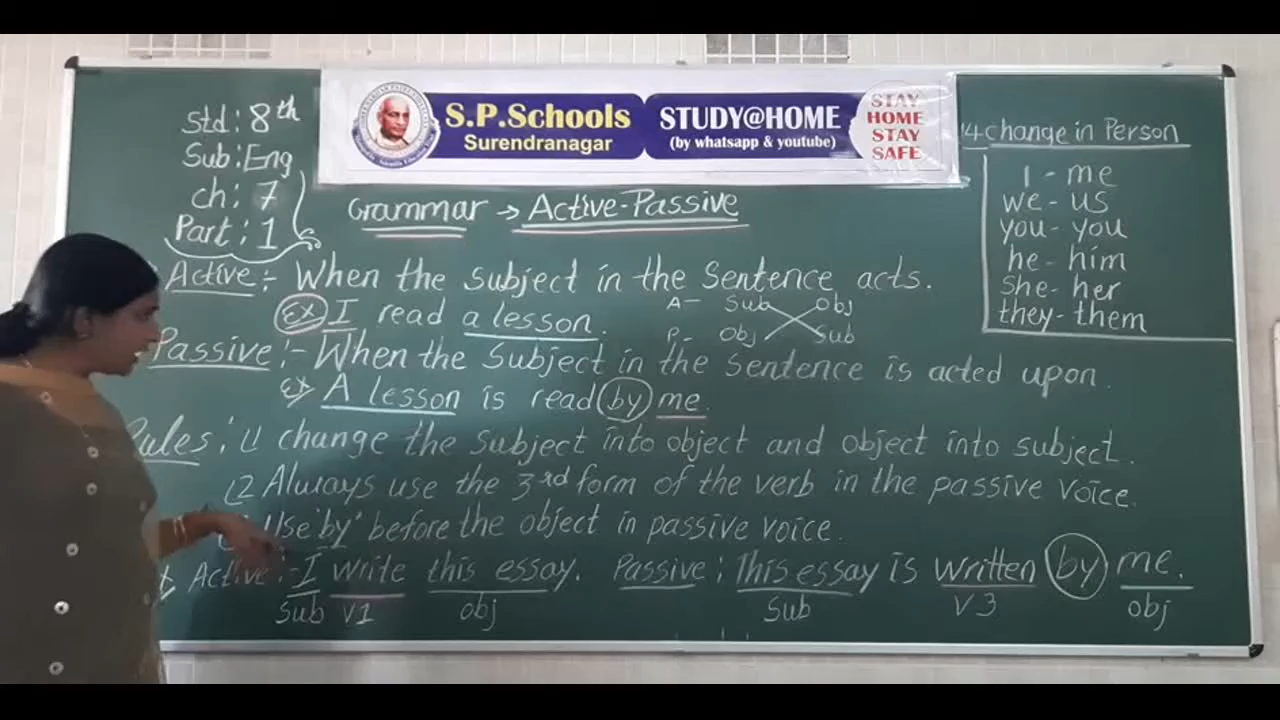 Std: 8th
Sub: Eng
ch: 7
Part: 1
S.P.Schools
Surendranagar
STUDY@HOME
(by whatsapp & youtube)
STAY
HOME
STAY
SAFE
Grammar → Active-Passive
Active :- When the subject in the sentence acts.
Ex I read a lesson.
A- Sub Obj
P- Obj Sub
Passive :- When the subject in the sentence is acted upon.
Ex A lesson is read by me.
Rules : (1 change the subject into object and object into subject.
(2 Always use the 3rd form of the verb in the passive voice.
Use "by" before the object in passive voice.
Active :- I write this essay. Passive : This essay is written by me.
Sub V1 obj Sub V3 obj
4 change in Person
I - me
we - us
you - you
he - him
She - her
they - them